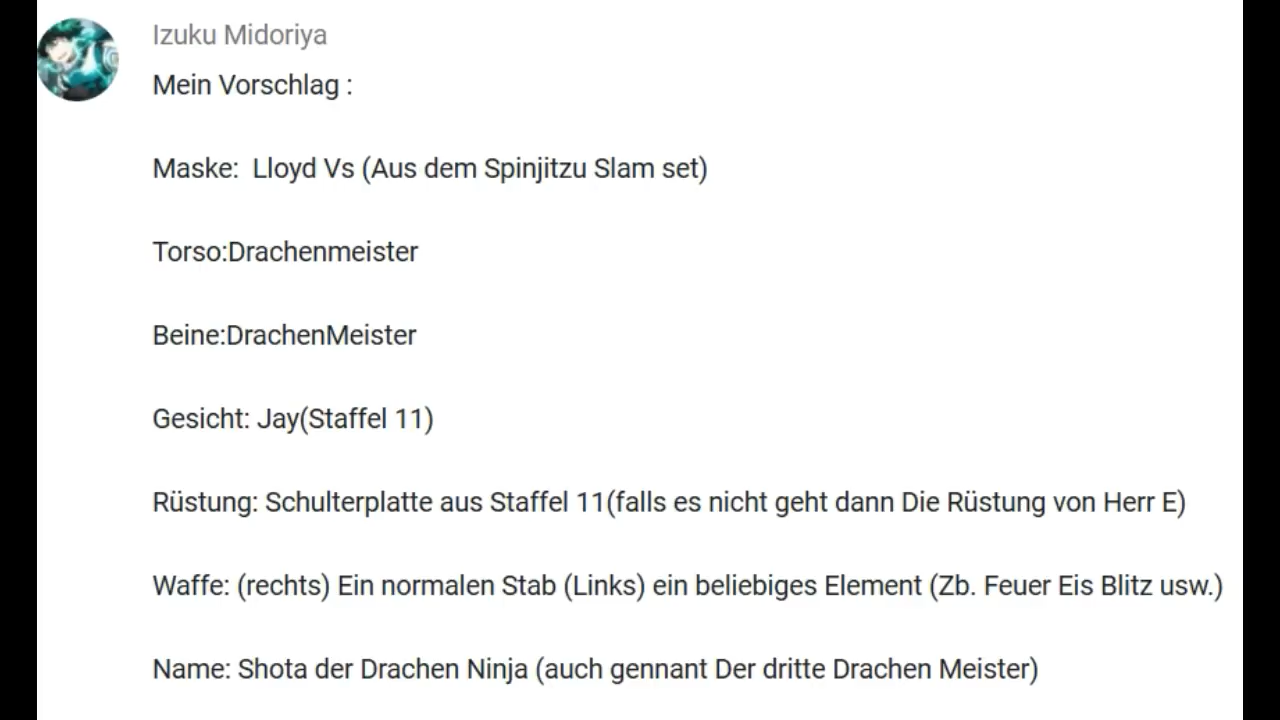 Izuku Midoriya
Mein Vorschlag :
Maske:  Lloyd Vs (Aus dem Spinjitzu Slam set)
Torso:Drachenmeister
Beine:DrachenMeister
Gesicht: Jay(Staffel 11)
Rüstung: Schulterplatte aus Staffel 11(falls es nicht geht dann Die Rüstung von Herr E)
Waffe: (rechts) Ein normalen Stab (Links) ein beliebiges Element (Zb. Feuer Eis Blitz usw.)
Name: Shota der Drachen Ninja (auch gennant Der dritte Drachen Meister)